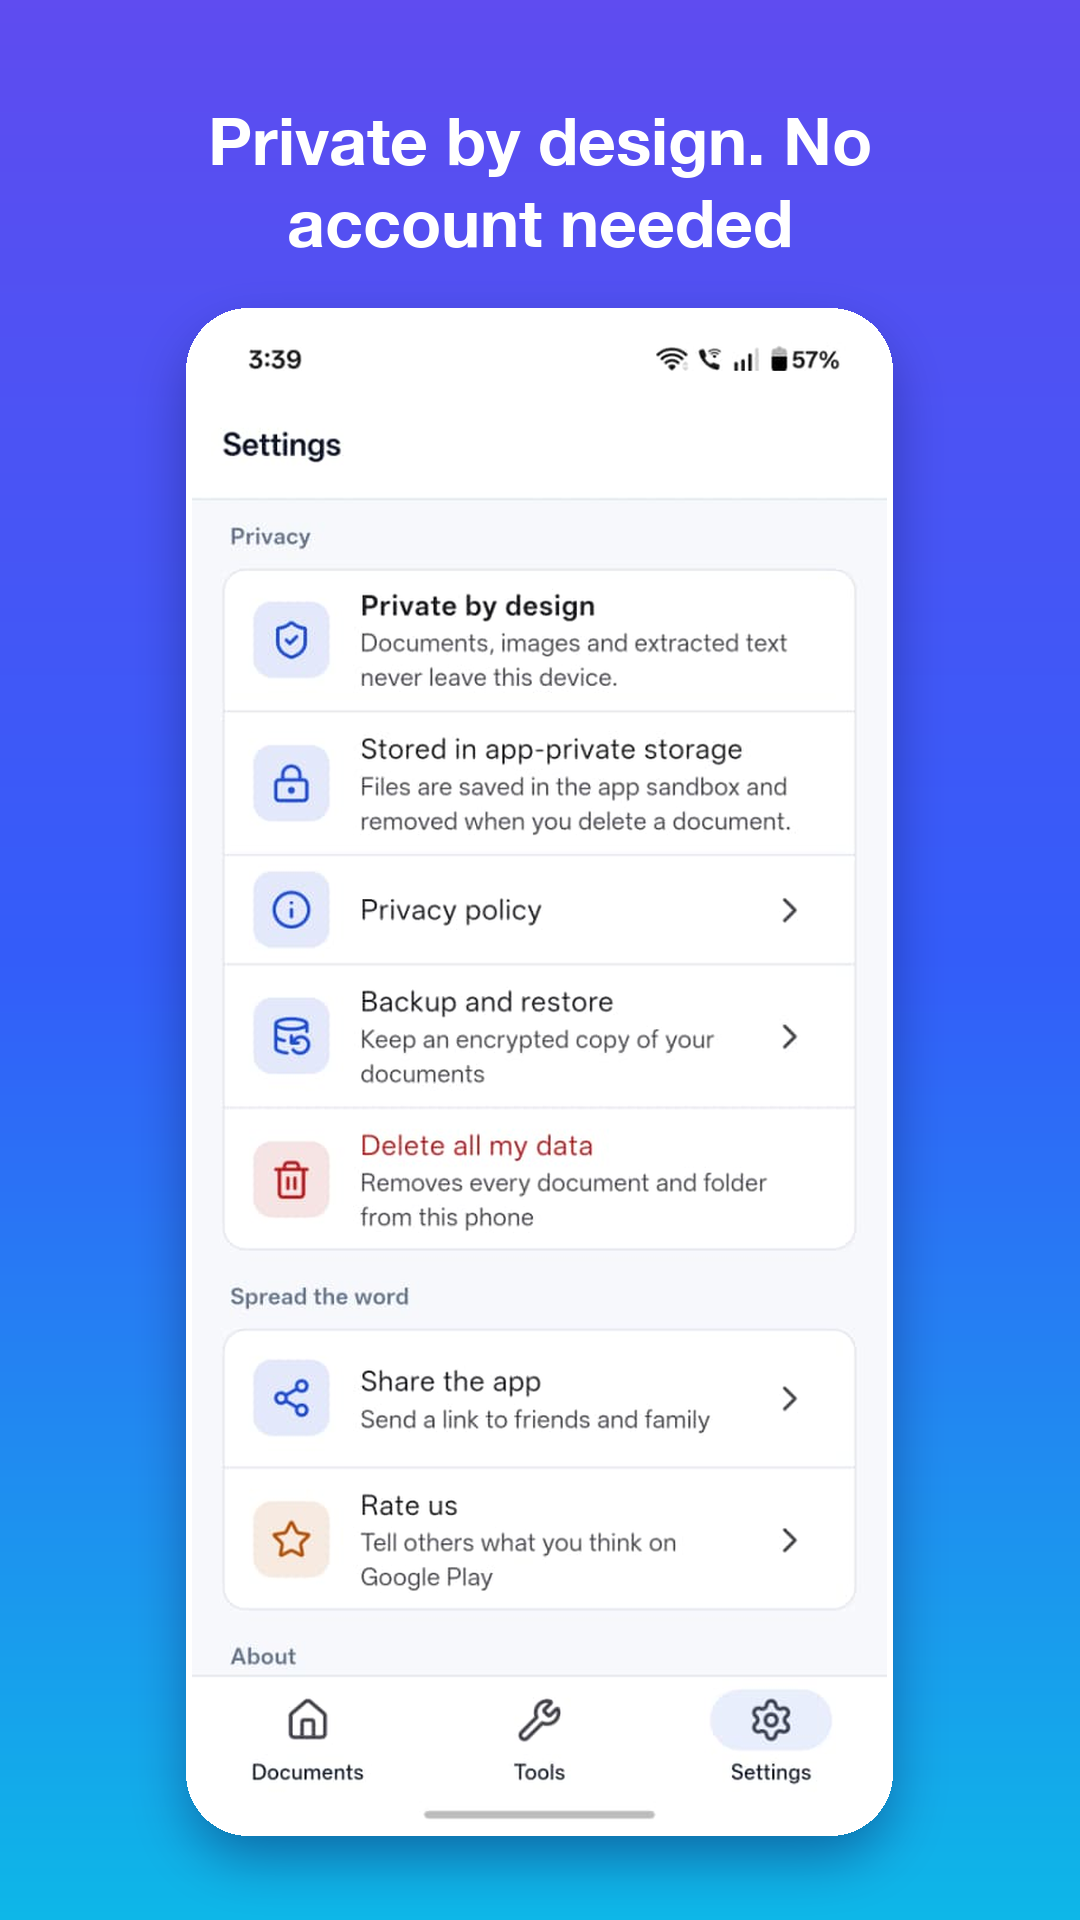 Private by design. No
account needed
3:39
57%
Settings
Privacy
Private by design
Documents, images and extracted text
never leave this device.
Stored in app-private storage
Files are saved in the app sandbox and
removed when you delete a document.
Privacy policy
Backup and restore
Keep an encrypted copy of your
documents
Delete all my data
Removes every document and folder
from this phone
Spread the word
Share the app
Send a link to friends and family
Rate us
Tell others what you think on
Google Play
About
Documents
Tools
Settings